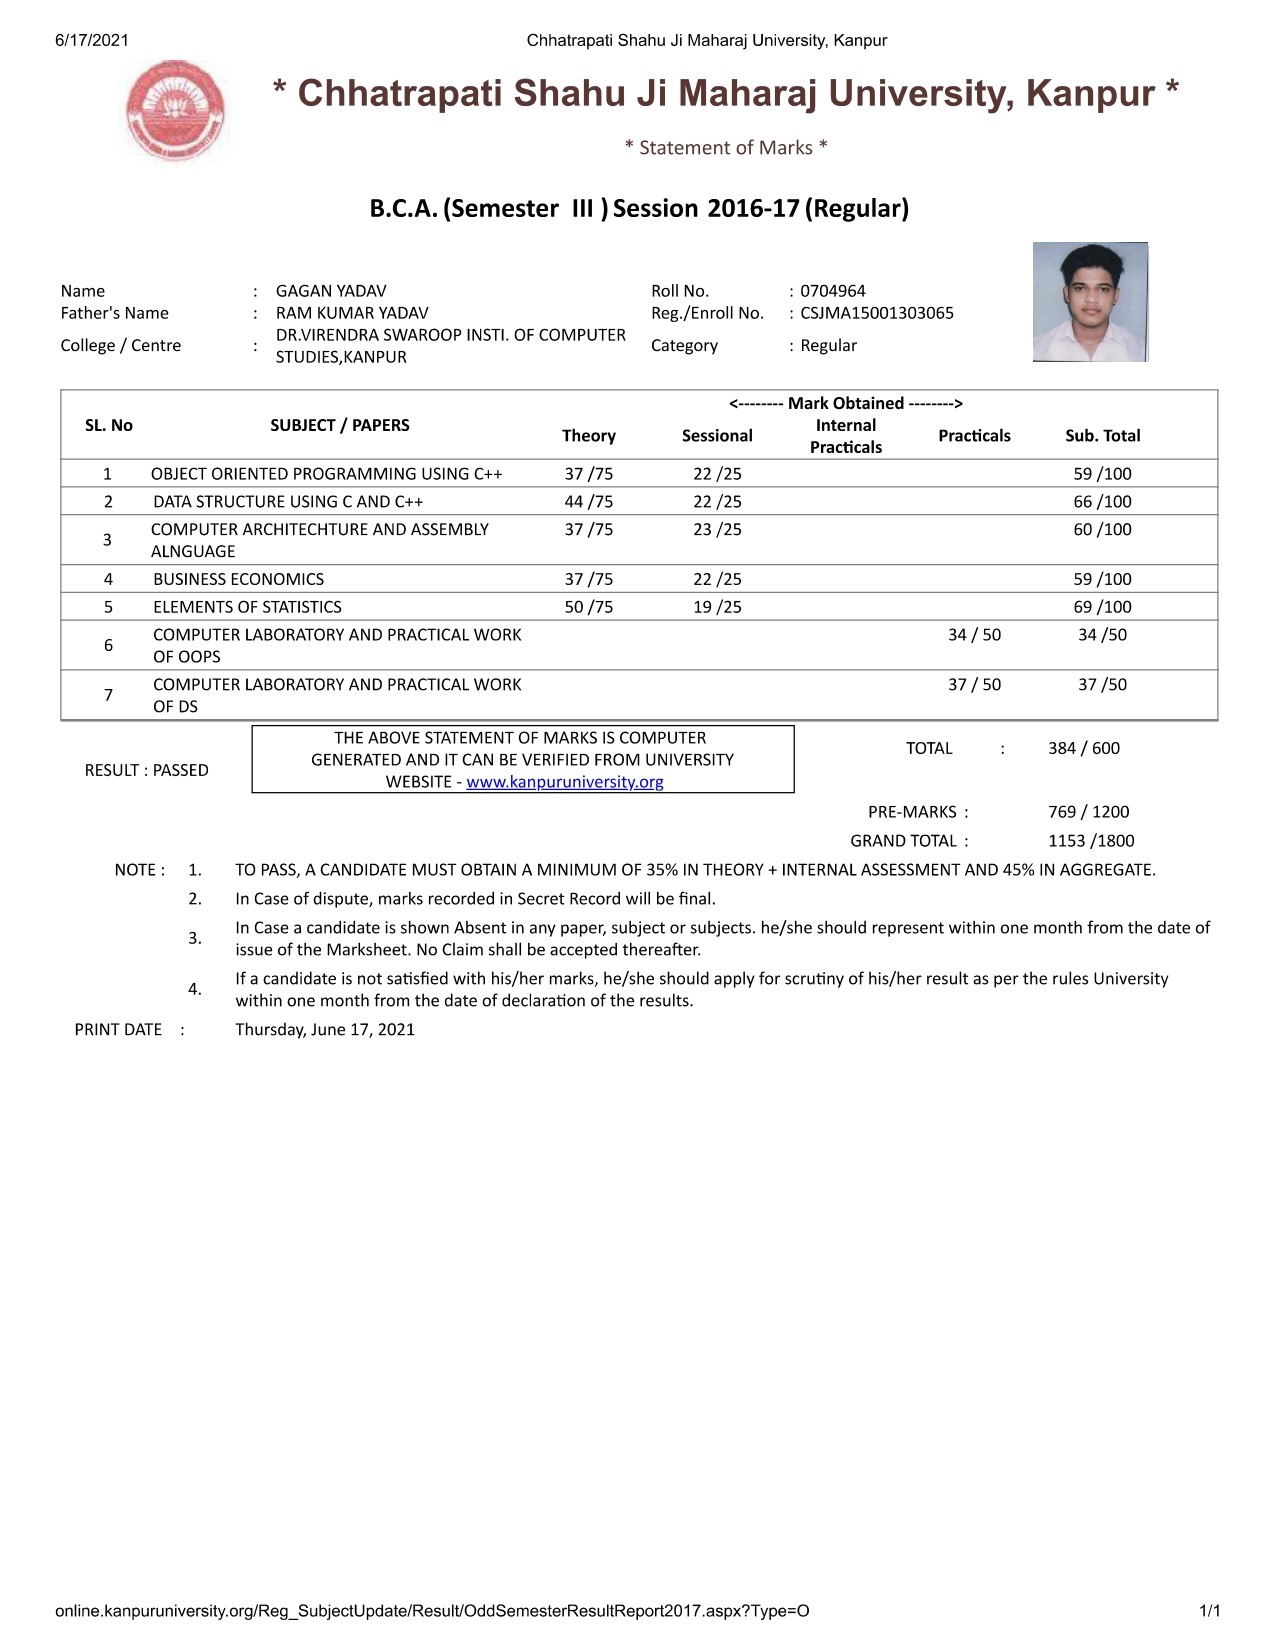 6/17/2021 Chhatrapati Shahu Ji Maharaj University, Kanpur
* Chhatrapati Shahu Ji Maharaj University, Kanpur *
* Statement of Marks *
B.C.A. (Semester III ) Session 2016-17 (Regular)
Name : GAGAN YADAV Roll No. : 0704964
Father's Name : RAM KUMAR YADAV Reg./Enroll No. : CSJMA15001303065
College / Centre : DR.VIRENDRA SWAROOP INSTI. OF COMPUTER
STUDIES,KANPUR Category : Regular
<-------- Mark Obtained -------->
SL. No SUBJECT / PAPERS Theory Sessional Internal
Practicals Practicals Sub. Total
1 OBJECT ORIENTED PROGRAMMING USING C++ 37 /75 22 /25 59 /100
2 DATA STRUCTURE USING C AND C++ 44 /75 22 /25 66 /100
3 COMPUTER ARCHITECHTURE AND ASSEMBLY 37 /75 23 /25 60 /100
ALNGUAGE
4 BUSINESS ECONOMICS 37 /75 22 /25 59 /100
5 ELEMENTS OF STATISTICS 50 /75 19 /25 69 /100
6 COMPUTER LABORATORY AND PRACTICAL WORK 34 / 50 34 /50
OF OOPS
7 COMPUTER LABORATORY AND PRACTICAL WORK 37 / 50 37 /50
OF DS
RESULT : PASSED
THE ABOVE STATEMENT OF MARKS IS COMPUTER
GENERATED AND IT CAN BE VERIFIED FROM UNIVERSITY
WEBSITE - www.kanpuruniversity.org
TOTAL : 384 / 600
PRE-MARKS : 769 / 1200
GRAND TOTAL : 1153 /1800
NOTE : 1. TO PASS, A CANDIDATE MUST OBTAIN A MINIMUM OF 35% IN THEORY + INTERNAL ASSESSMENT AND 45% IN AGGREGATE.
2. In Case of dispute, marks recorded in Secret Record will be final.
3. In Case a candidate is shown Absent in any paper, subject or subjects. he/she should represent within one month from the date of
issue of the Marksheet. No Claim shall be accepted thereafter.
4. If a candidate is not satisfied with his/her marks, he/she should apply for scrutiny of his/her result as per the rules University
within one month from the date of declaration of the results.
PRINT DATE : Thursday, June 17, 2021
online.kanpuruniversity.org/Reg_SubjectUpdate/Result/OddSemesterResultReport2017.aspx?Type=O 1/1